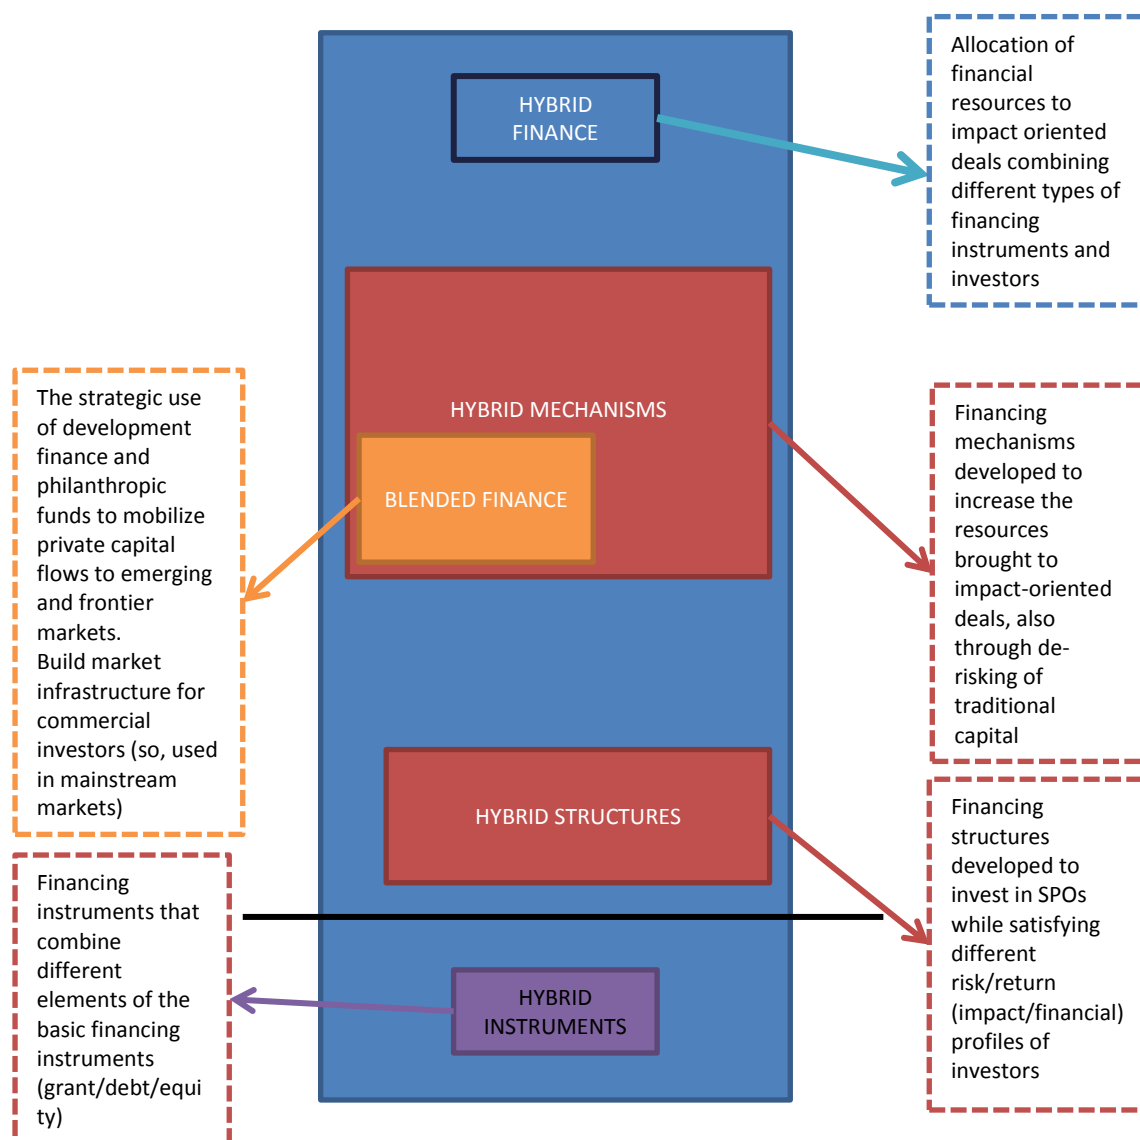 HYBRID
FINANCE
Allocation of
financial
resources to
impact oriented
deals combining
different types of
financing
instruments and
investors
HYBRID MECHANISMS
BLENDED FINANCE
The strategic use
of development
finance and
philanthropic
funds to mobilize
private capital
flows to emerging
and frontier
markets.
Build market
infrastructure for
commercial
investors (so, used
in mainstream
markets)
Financing
mechanisms
developed to
increase the
resources
brought to
impact-oriented
deals, also
through de-
risking of
traditional
capital
HYBRID STRUCTURES
Financing
structures
developed to
invest in SPOs
while satisfying
different
risk/return
(impact/financial)
profiles of
investors
HYBRID
INSTRUMENTS
Financing
instruments that
combine
different
elements of the
basic financing
instruments
(grant/debt/equi
ty)